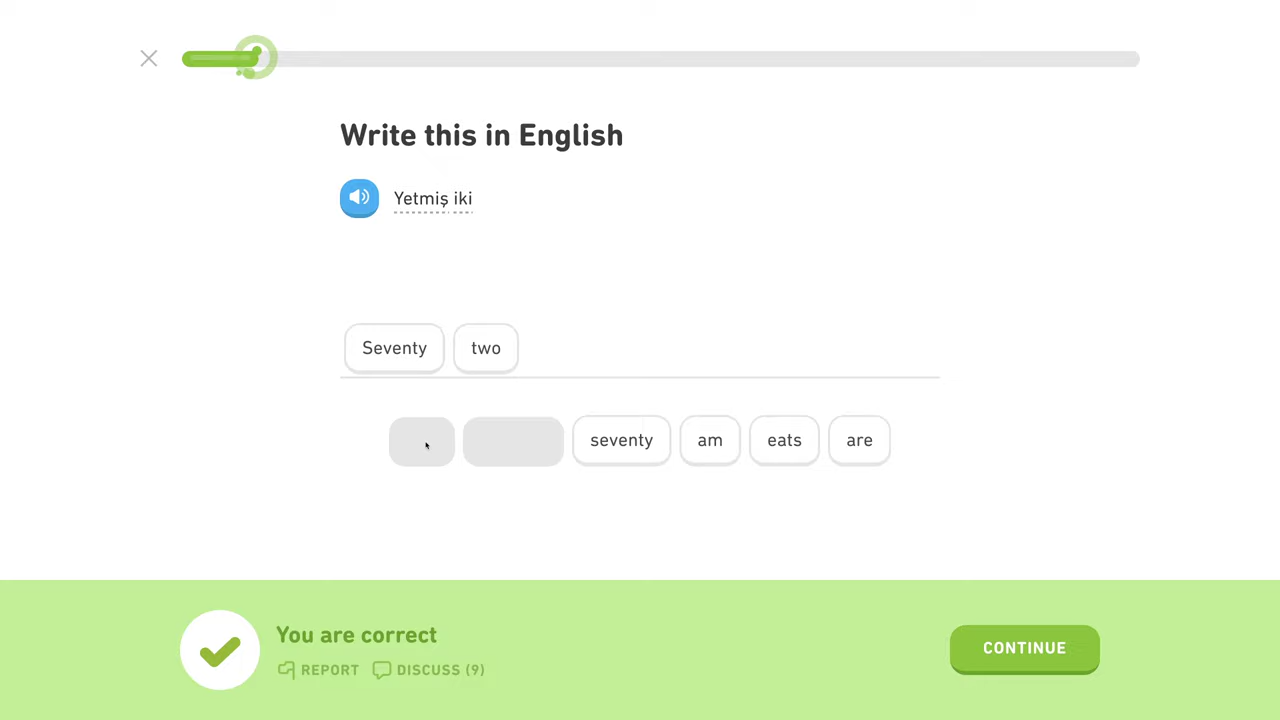 Write this in English
Yetmiş iki
Seventy two
seventy am eats are
You are correct
REPORT DISCUSS (9)
CONTINUE